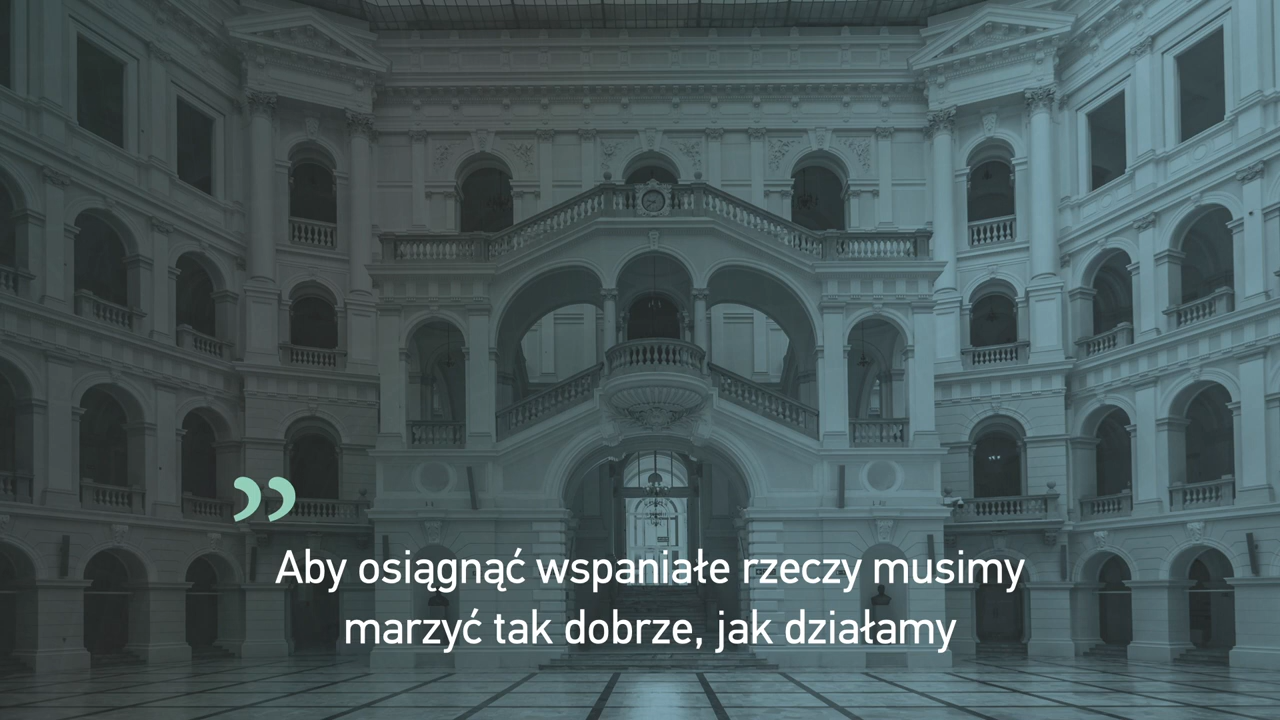 ”
Aby osiągnąć wspaniałe rzeczy musimy
marzyć tak dobrze, jak działamy